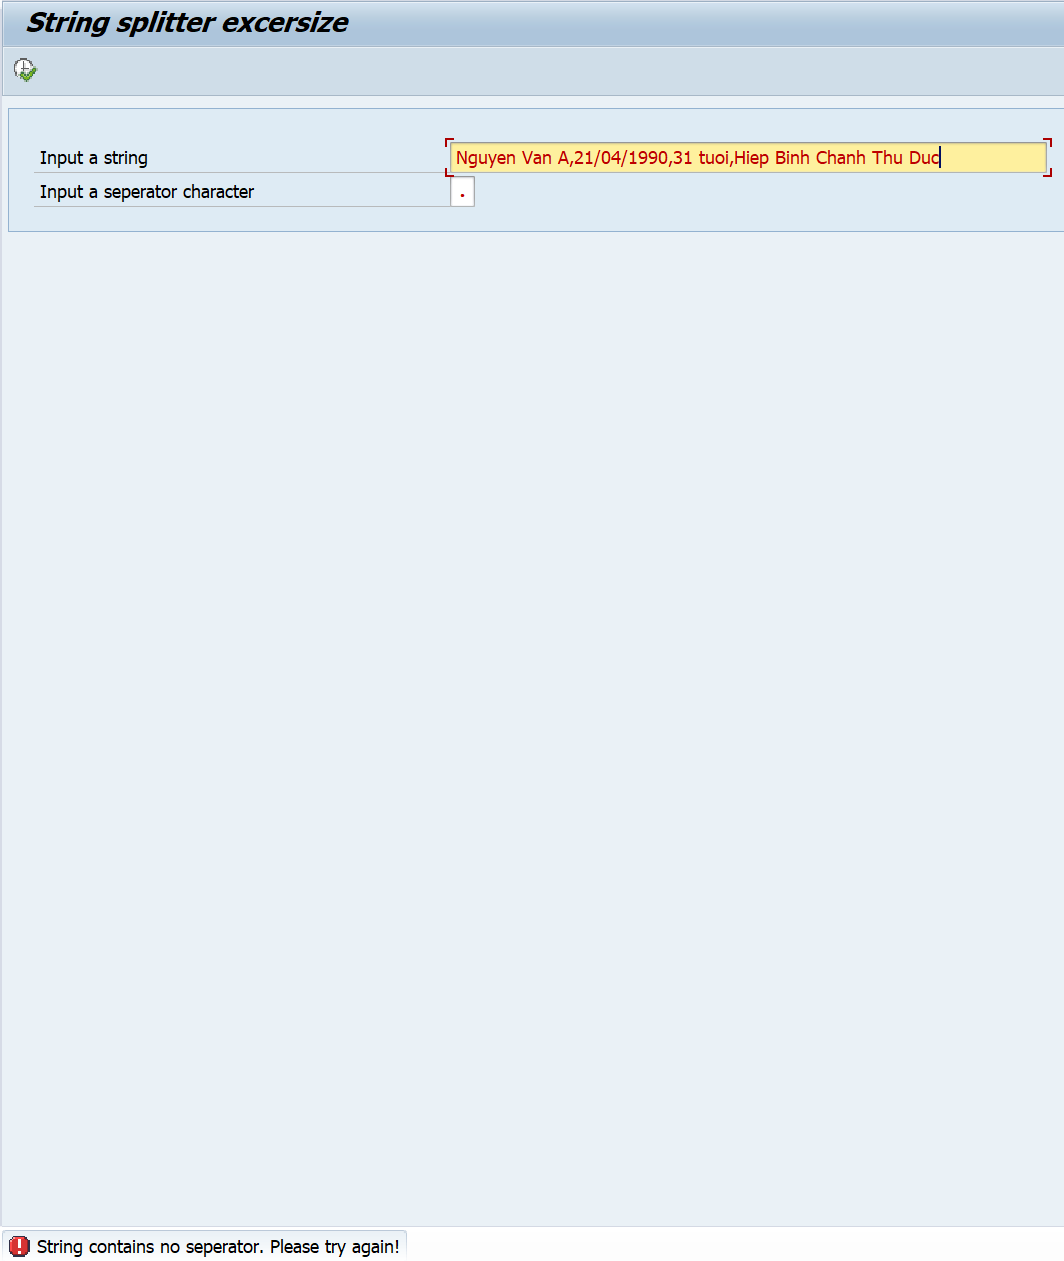 String splitter excersize
Input a string
Nguyen Van A,21/04/1990,31 tuoi,Hiep Binh Chanh Thu Duc
Input a seperator character
.
String contains no seperator. Please try again!